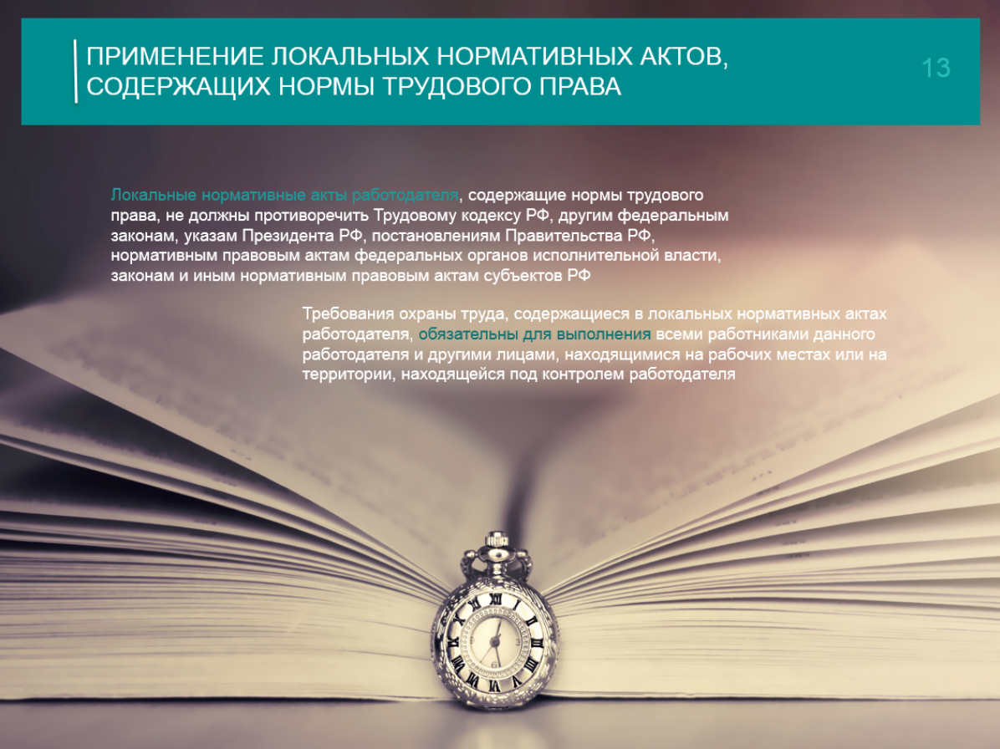 ПРИМЕНЕНИЕ ЛОКАЛЬНЫХ НОРМАТИВНЫХ АКТОВ,
СОДЕРЖАЩИХ НОРМЫ ТРУДОВОГО ПРАВА
13
Локальные нормативные акты работодателя, содержащие нормы трудового
права, не должны противоречить Трудовому кодексу РФ, другим федеральным
законам, указам Президента РФ, постановлениям Правительства РФ,
нормативным правовым актам федеральных органов исполнительной власти,
законам и иным нормативным правовым актам субъектов РФ
Требования охраны труда, содержащиеся в локальных нормативных актах
работодателя, обязательны для выполнения всеми работниками данного
работодателя и другими лицами, находящимися на рабочих местах или на
территории, находящейся под контролем работодателя